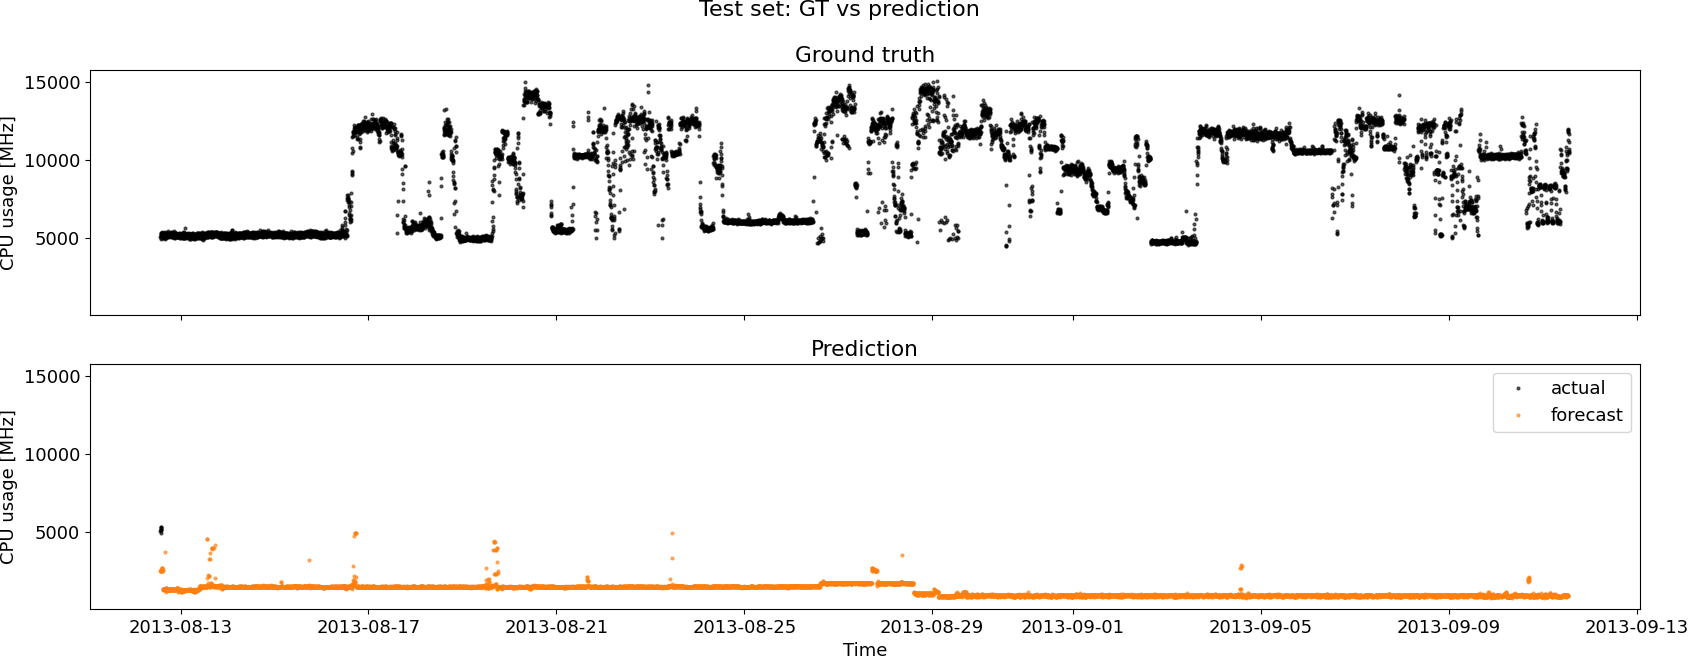 Test set: GT vs prediction
Ground truth
CPU usage [MHz]
15000
10000
5000
Prediction
CPU usage [MHz]
15000
10000
5000
actual
forecast
2013-08-13 2013-08-17 2013-08-21 2013-08-25 2013-08-29 2013-09-01 2013-09-05 2013-09-09 2013-09-13
Time